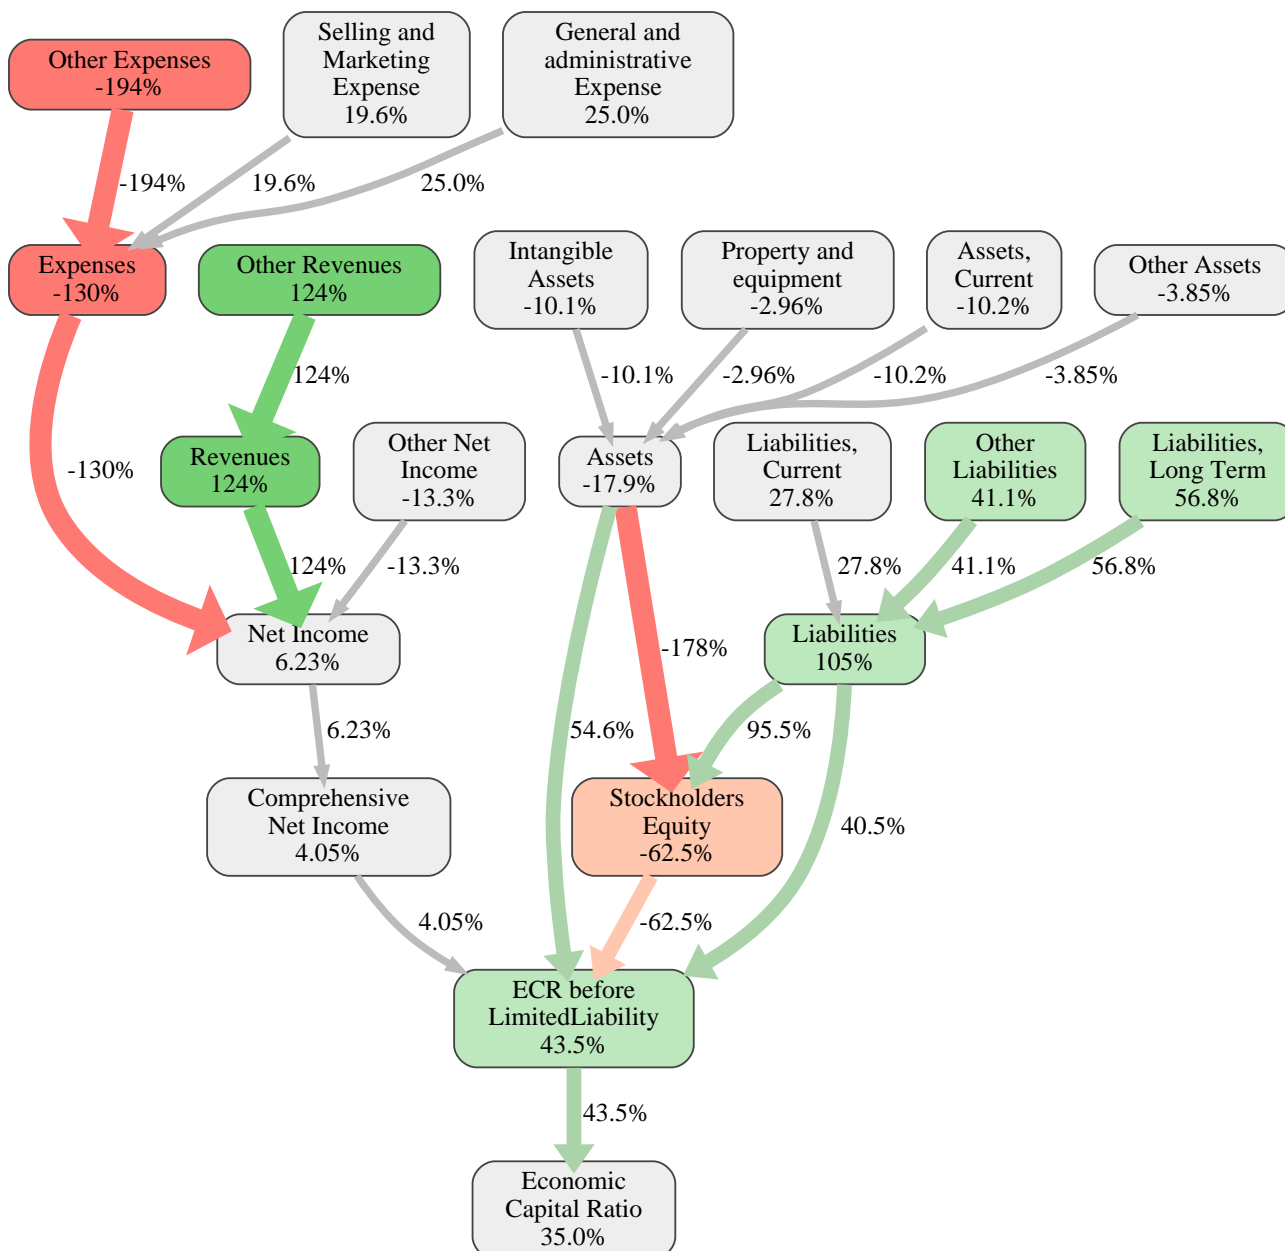 Other Expenses
-194%
Selling and
Marketing
Expense
19.6%
General and
administrative
Expense
25.0%
-194%
19.6%
25.0%
Expenses
-130%
Other Revenues
124%
Intangible
Assets
-10.1%
Property and
equipment
-2.96%
Assets,
Current
-10.2%
Other Assets
-3.85%
124%
-10.1%
-2.96%
-10.2%
-3.85%
-130%
Revenues
124%
Other Net
Income
-13.3%
Assets
-17.9%
Liabilities,
Current
27.8%
Other
Liabilities
41.1%
Liabilities,
Long Term
56.8%
124%
-13.3%
27.8%
41.1%
56.8%
Net Income
6.23%
-178%
Liabilities
105%
6.23%
54.6%
95.5%
Comprehensive
Net Income
4.05%
Stockholders
Equity
-62.5%
40.5%
4.05%
-62.5%
ECR before
LimitedLiability
43.5%
43.5%
Economic
Capital Ratio
35.0%